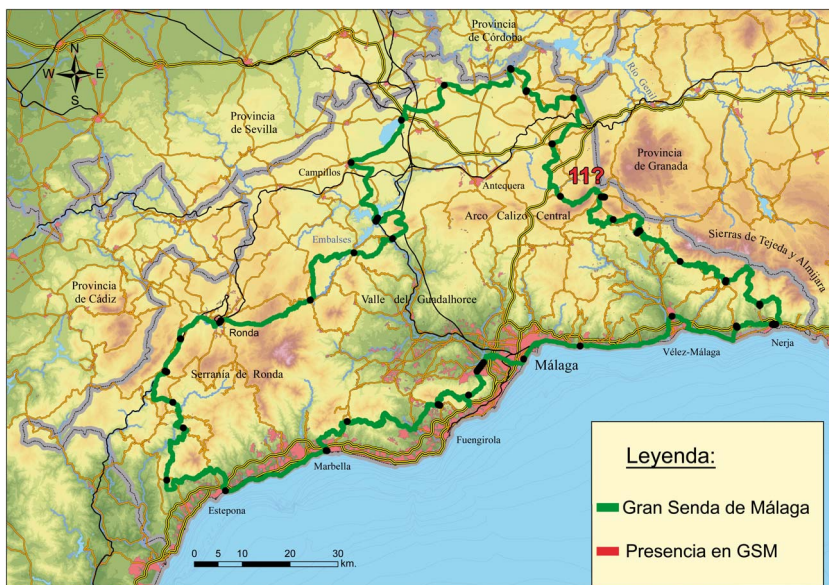 Provincia
de Córdoba
N
W E
S
Río Genil
Provincia
de Sevilla
11?
Provincia
de Granada
Campillos
Antequera
Arco Calizo Central
Sierras de Tejeda y Almijara
Embalses
Provincia
de Cádiz
Valle del Guadalhorce
Ronda
Serranía de Ronda
Málaga
Vélez-Málaga
Nerja
Fuengirola
Marbella
Estepona
0 5 10 20 30
km.
Leyenda:
Gran Senda de Málaga
Presencia en GSM